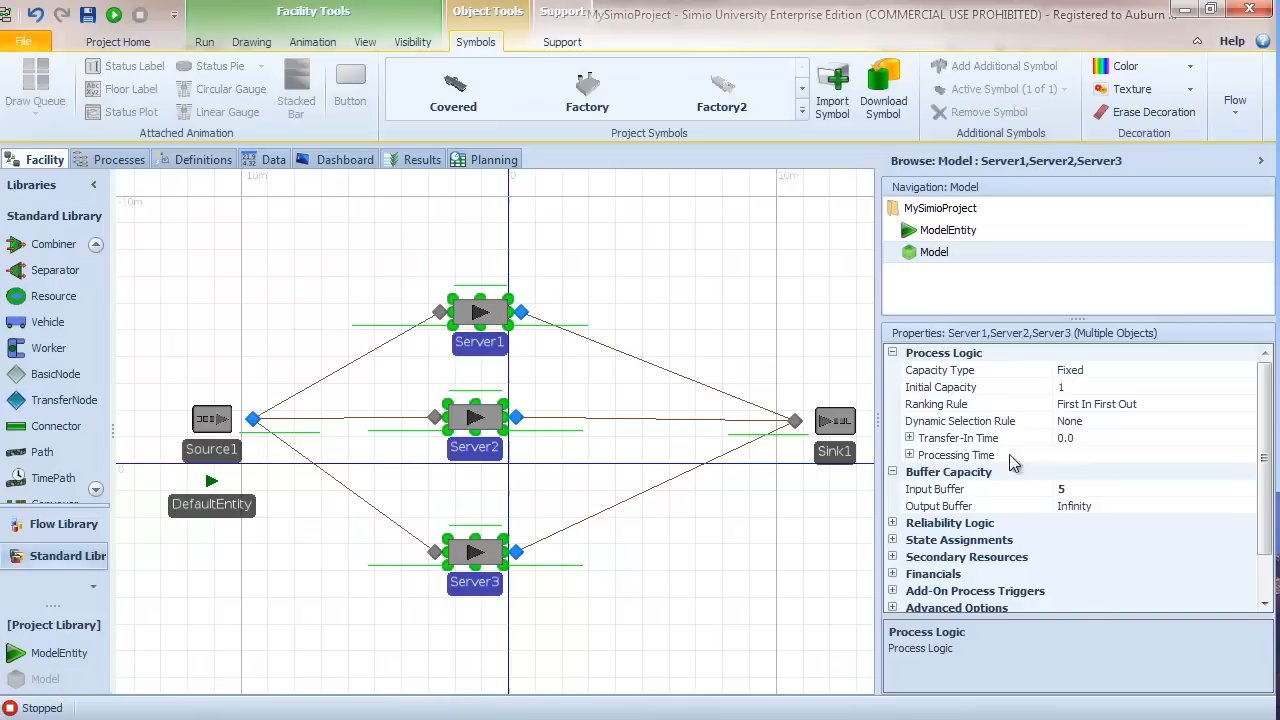 Facility Tools
Object Tools
Support
MySimioProject - Simio University Enterprise Edition (COMMERCIAL USE PROHIBITED) - Registered to Auburn ...
File
Project Home
Run
Drawing
Animation
View
Visibility
Symbols
Support
Help
Draw Queue
Status Label
Floor Label
Status Plot
Status Pie
Circular Gauge
Linear Gauge
Stacked Bar
Button
Attached Animation
Covered
Factory
Factory2
Project Symbols
Import Symbol
Download Symbol
Add Additional Symbol
Active Symbol (1 of 1)
Remove Symbol
Additional Symbols
Color
Texture
Erase Decoration
Decoration
Flow
Facility
Processes
Definitions
Data
Dashboard
Results
Planning
Libraries
Standard Library
Combiner
Separator
Resource
Vehicle
Worker
BasicNode
TransferNode
Connector
Path
TimePath
Flow Library
Standard Libr
[Project Library]
ModelEntity
Model
-10m
10m
0
10m
0
Server1
Server2
Server3
Source1
DefaultEntity
Sink1
Browse: Model : Server1,Server2,Server3
Navigation: Model
MySimioProject
ModelEntity
Model
Properties: Server1,Server2,Server3 (Multiple Objects)
Process Logic
Capacity Type Fixed
Initial Capacity 1
Ranking Rule First In First Out
Dynamic Selection Rule None
Transfer-In Time 0.0
Processing Time
Buffer Capacity
Input Buffer 5
Output Buffer Infinity
Reliability Logic
State Assignments
Secondary Resources
Financials
Add-On Process Triggers
Advanced Options
Process Logic
Process Logic
Stopped